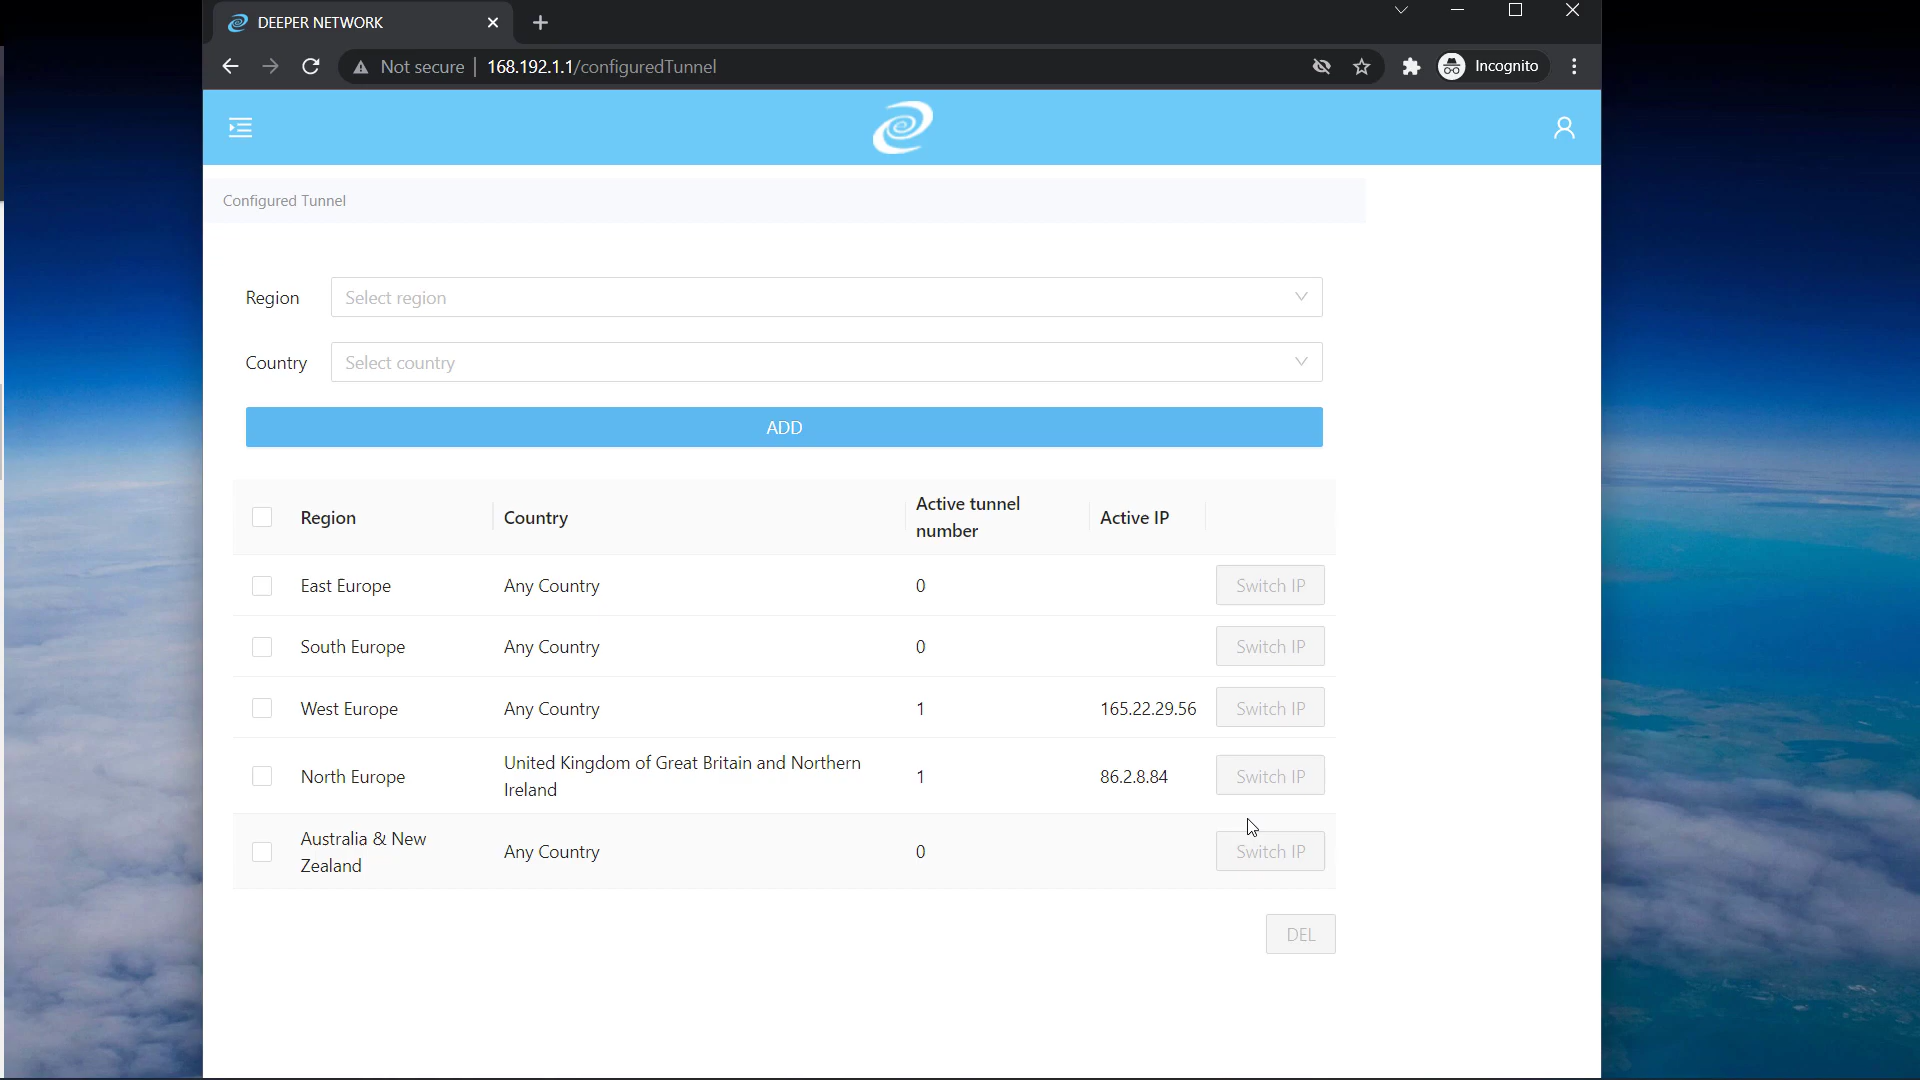 DEEPER NETWORK
Not secure 168.192.1.1/configuredTunnel Incognito
Configured Tunnel
Region Select region
Country Select country
ADD
Region Country Active tunnel number Active IP
East Europe Any Country 0 Switch IP
South Europe Any Country 0 Switch IP
West Europe Any Country 1 165.22.29.56 Switch IP
North Europe United Kingdom of Great Britain and Northern Ireland 1 86.2.8.84 Switch IP
Australia & New Zealand Any Country 0 Switch IP
DEL